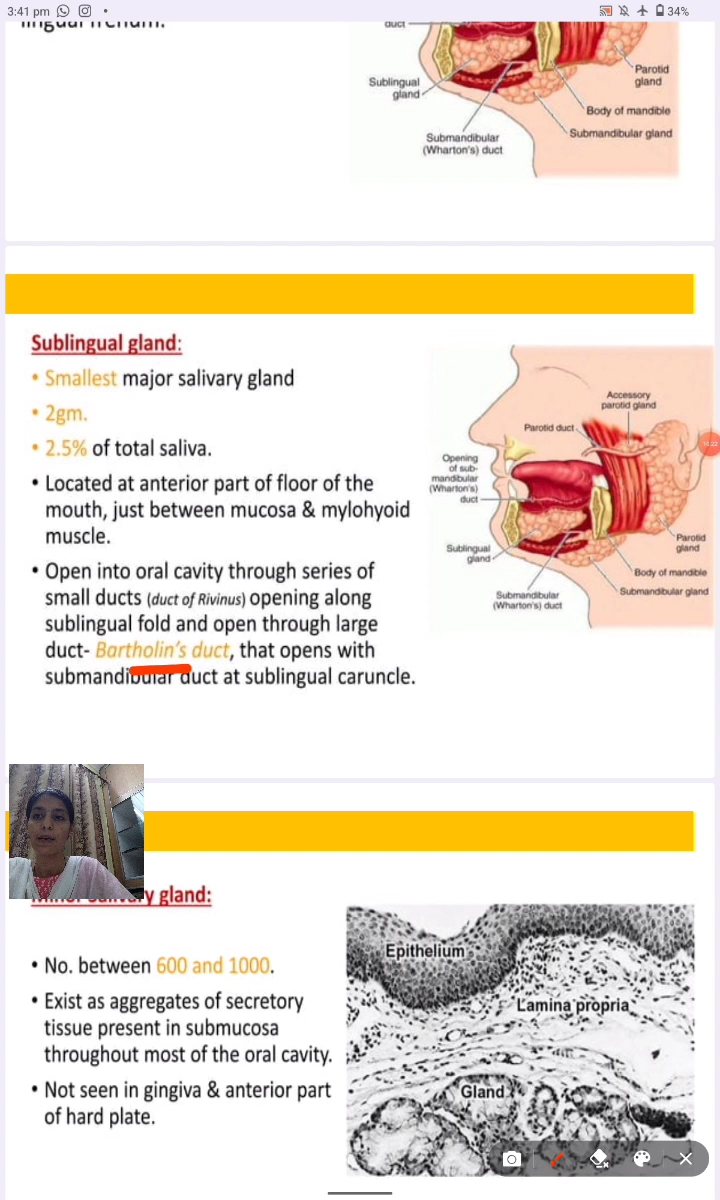 3:41 pm
34%
lingual frenum.
duct
Sublingual
gland
Submandibular
(Wharton's) duct
Parotid
gland
Body of mandible
Submandibular gland
Sublingual gland:
• Smallest major salivary gland
• 2gm.
• 2.5% of total saliva.
• Located at anterior part of floor of the
mouth, just between mucosa & mylohyoid
muscle.
• Open into oral cavity through series of
small ducts (duct of Rivinus) opening along
sublingual fold and open through large
duct- Bartholin's duct, that opens with
submandibular duct at sublingual caruncle.
Accessory
parotid gland
Parotid duct
Opening
of sub-
mandibular
(Wharton's)
duct
Sublingual
gland
Submandibular
(Wharton's) duct
Parotid
gland
Body of mandible
Submandibular gland
Minor salivary gland:
• No. between 600 and 1000.
• Exist as aggregates of secretory
tissue present in submucosa
throughout most of the oral cavity.
• Not seen in gingiva & anterior part
of hard plate.
Epithelium
Lamina propria
Gland